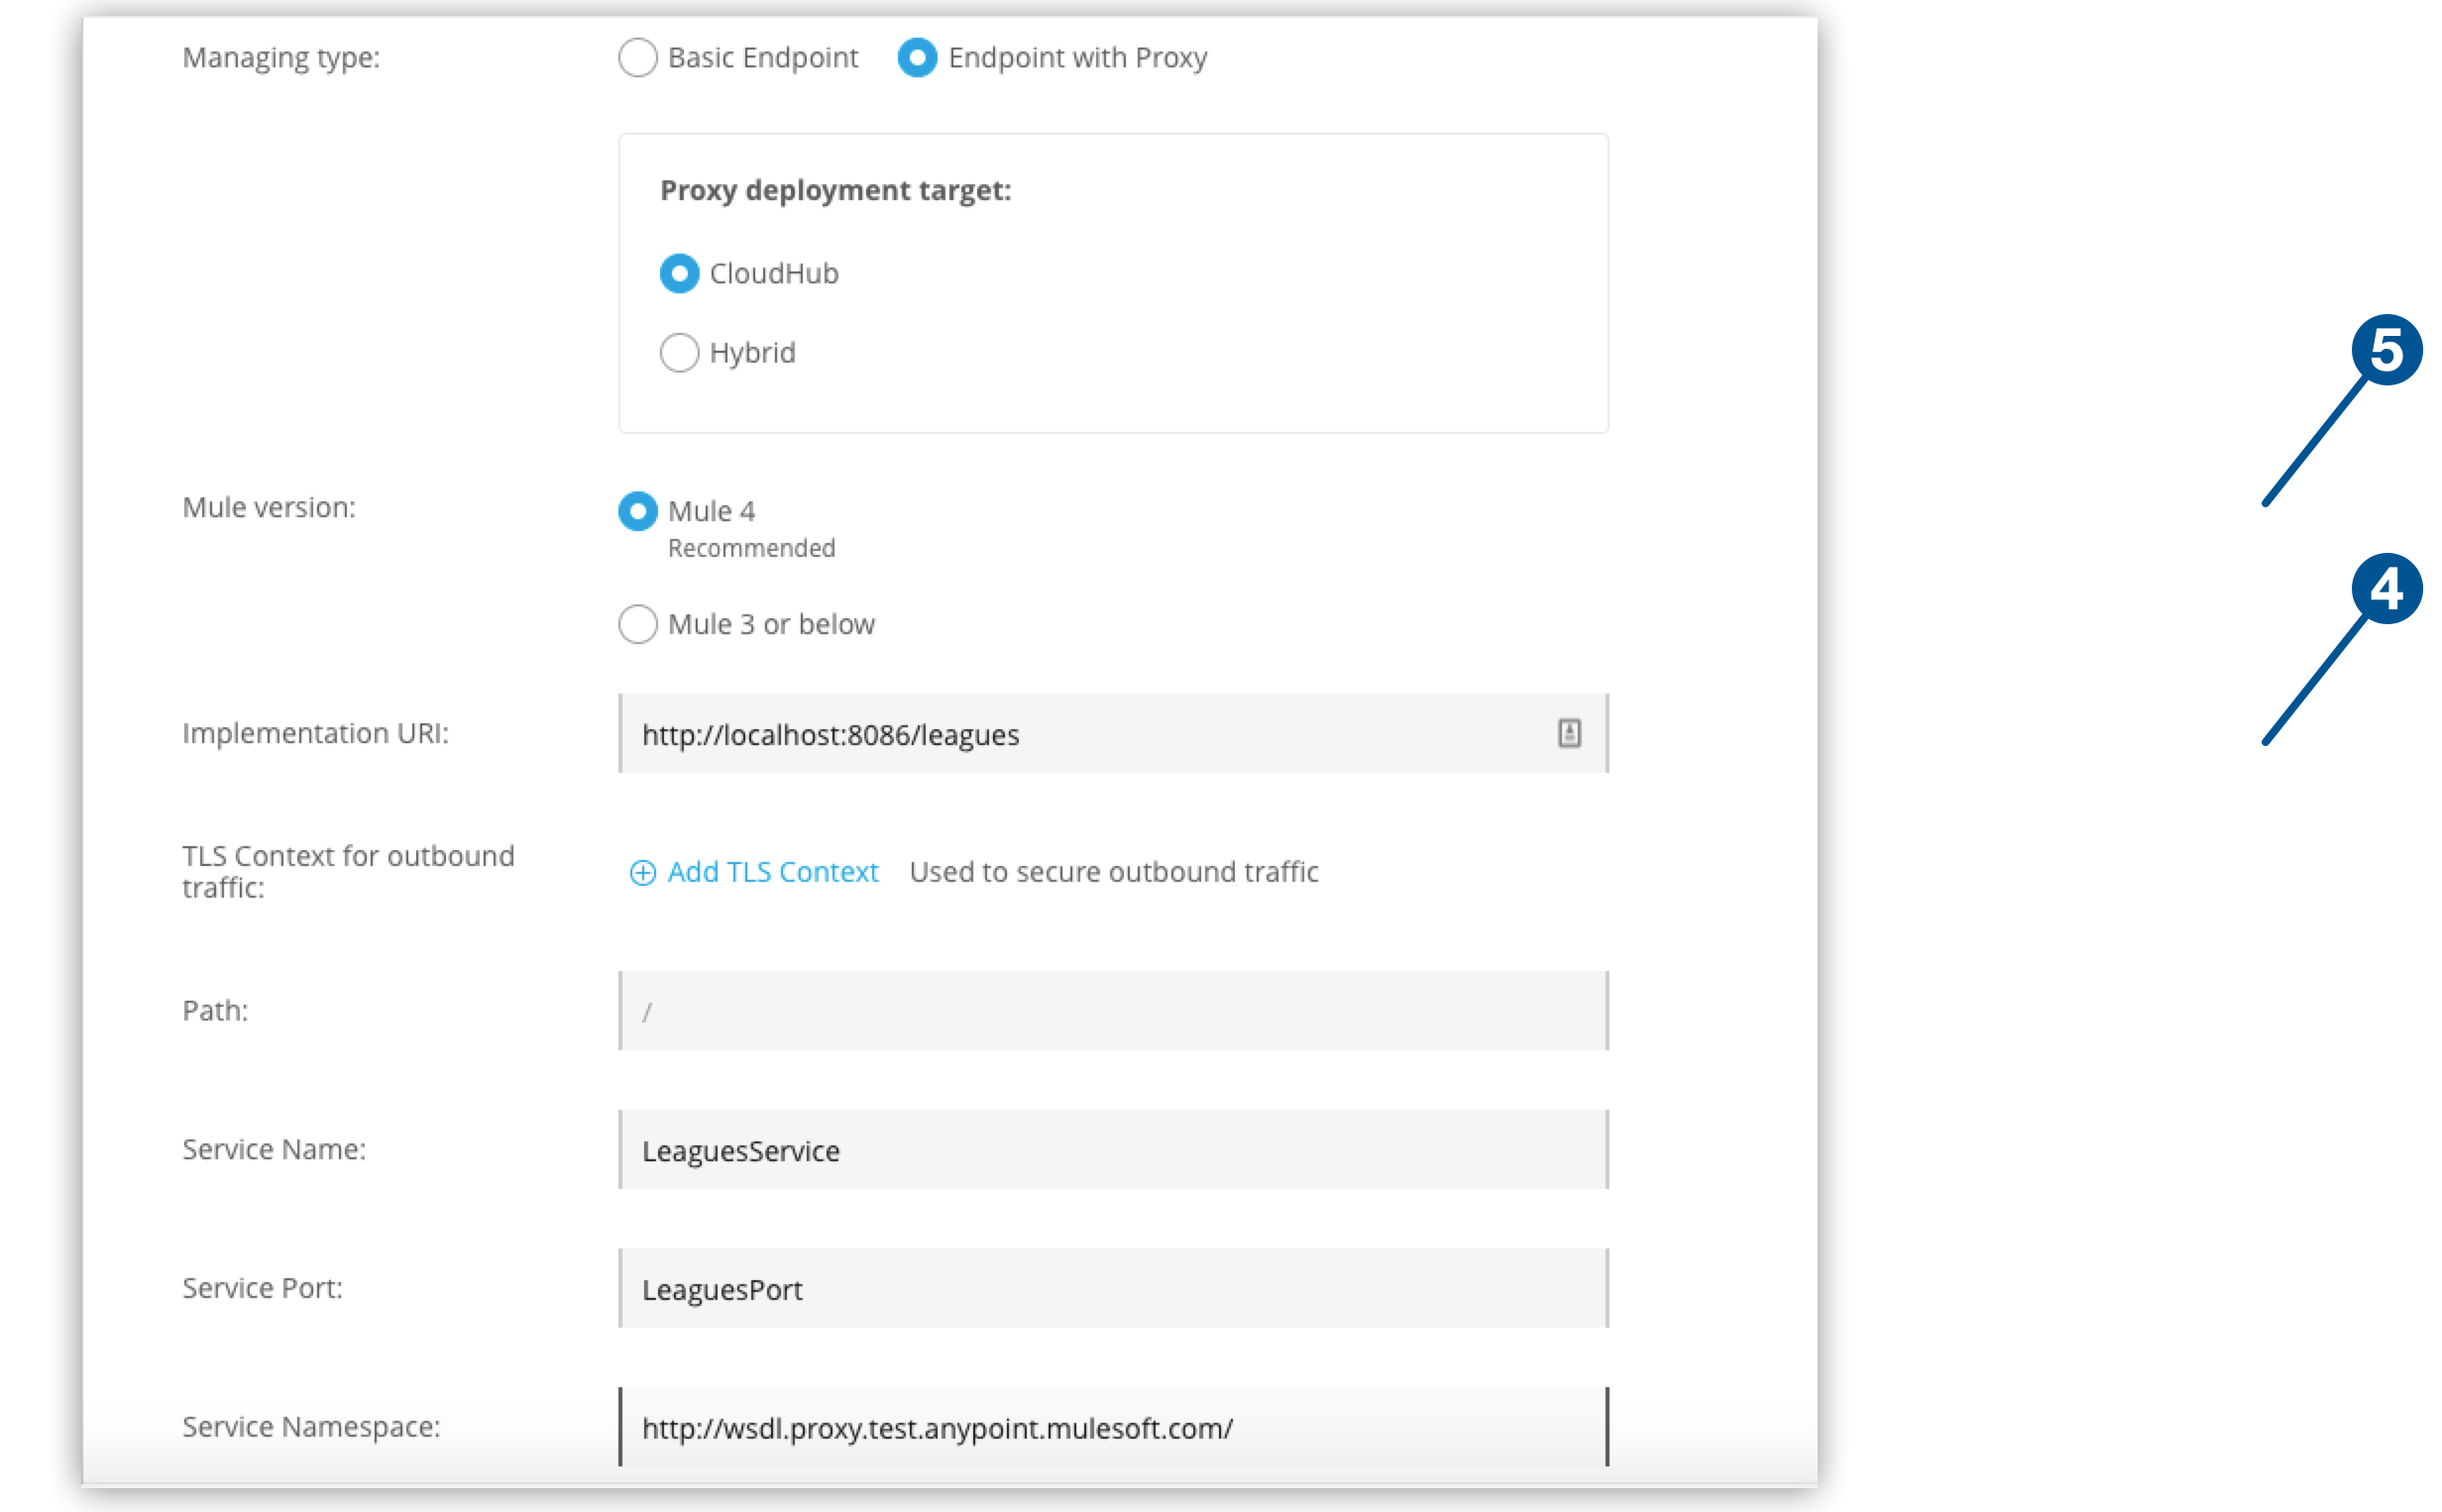 Managing type: Basic Endpoint Endpoint with Proxy
Proxy deployment target:
CloudHub
Hybrid
5
Mule version: Mule 4
Recommended
4
Mule 3 or below
Implementation URI: http://localhost:8086/leagues
TLS Context for outbound
traffic:
Add TLS Context Used to secure outbound traffic
Path: /
Service Name: LeaguesService
Service Port: LeaguesPort
Service Namespace: http://wsdl.proxy.test.anypoint.mulesoft.com/